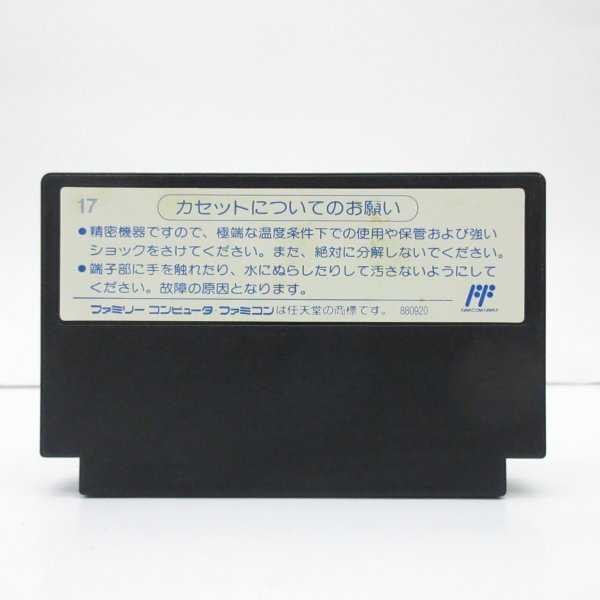 17
カセットについてのお願い
●精密機器ですので、極端な温度条件下での使用や保管および強い
ショックをさけてください。また、絶対に分解しないでください。
●端子部に手を触れたり、水にぬらしたりして汚さないようにして
ください。故障の原因となります。
FF
FAMICOM FAMILY
ファミリー コンピュータ・ファミコンは任天堂の商標です。 880920